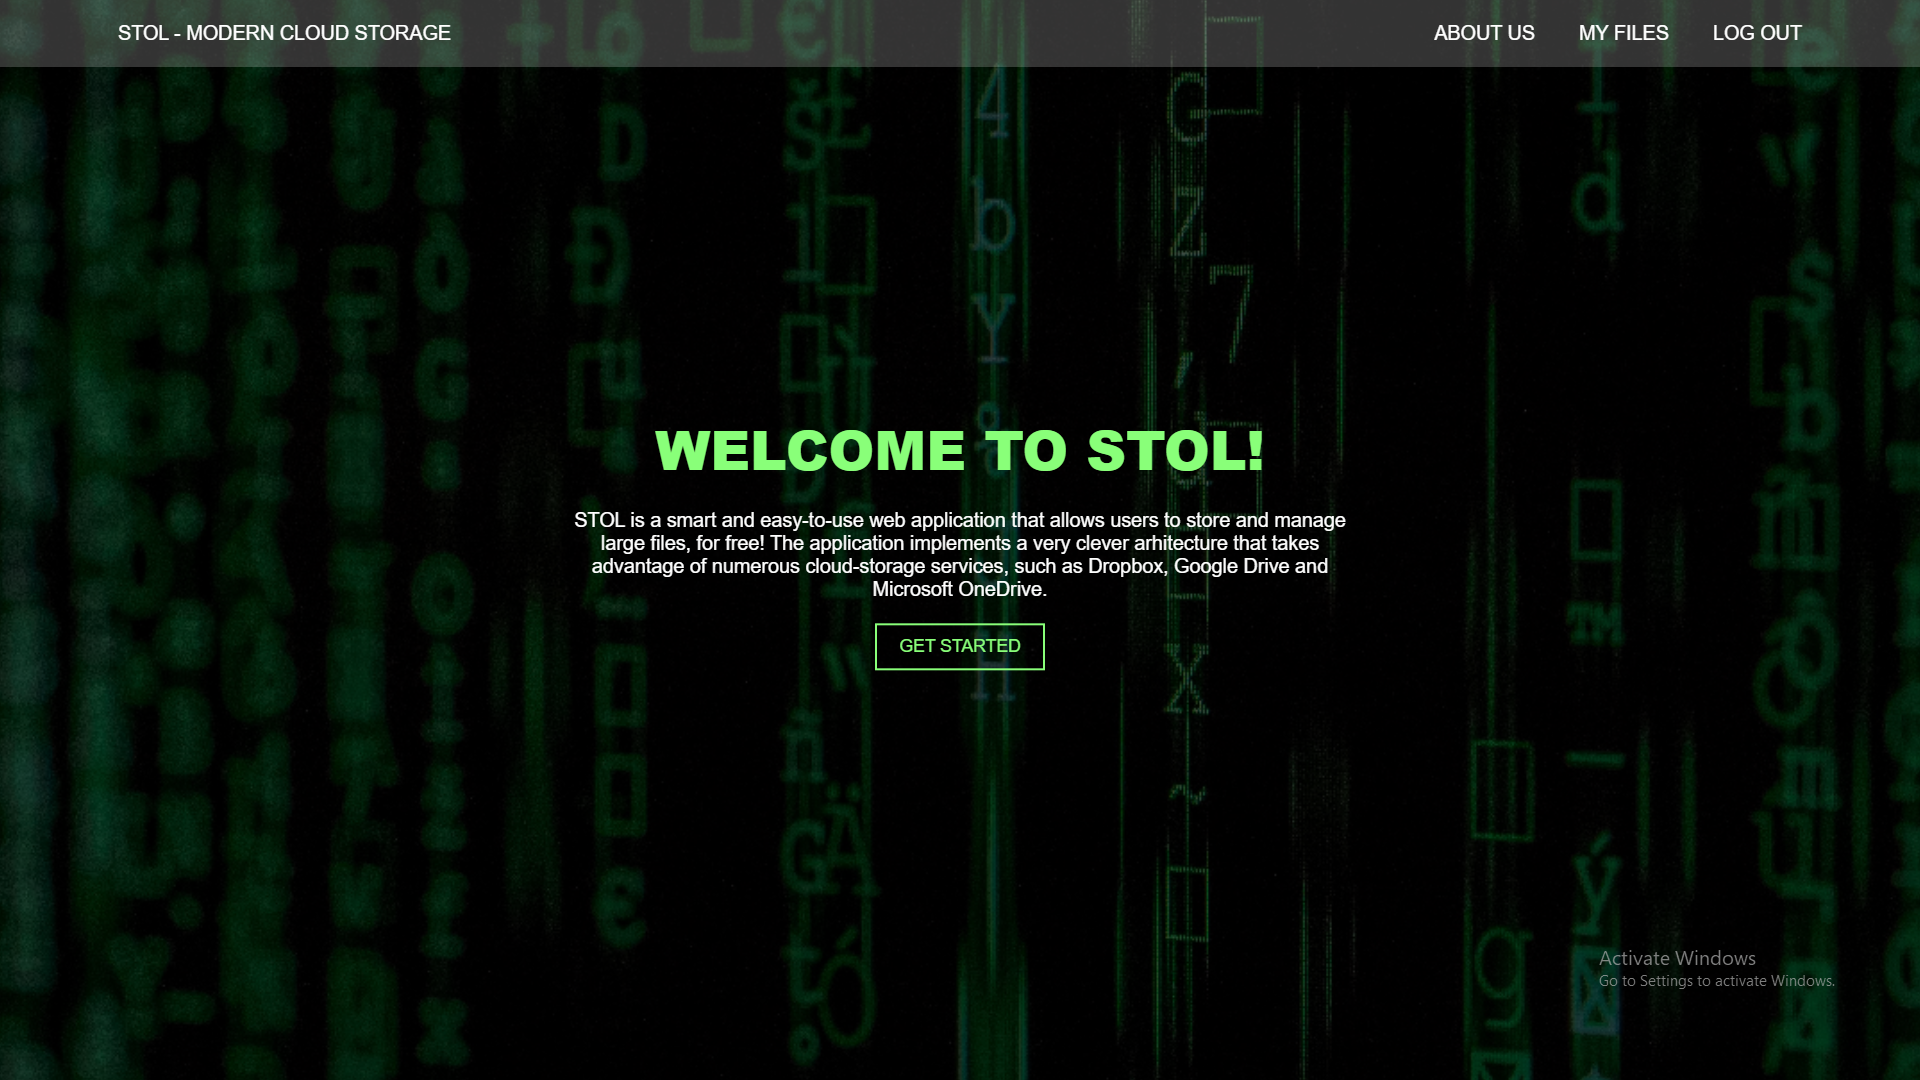 STOL - MODERN CLOUD STORAGE
ABOUT US
MY FILES
LOG OUT
WELCOME TO STOL!
STOL is a smart and easy-to-use web application that allows users to store and manage
large files, for free! The application implements a very clever arhitecture that takes
advantage of numerous cloud-storage services, such as Dropbox, Google Drive and
Microsoft OneDrive.
GET STARTED
Activate Windows
Go to Settings to activate Windows.